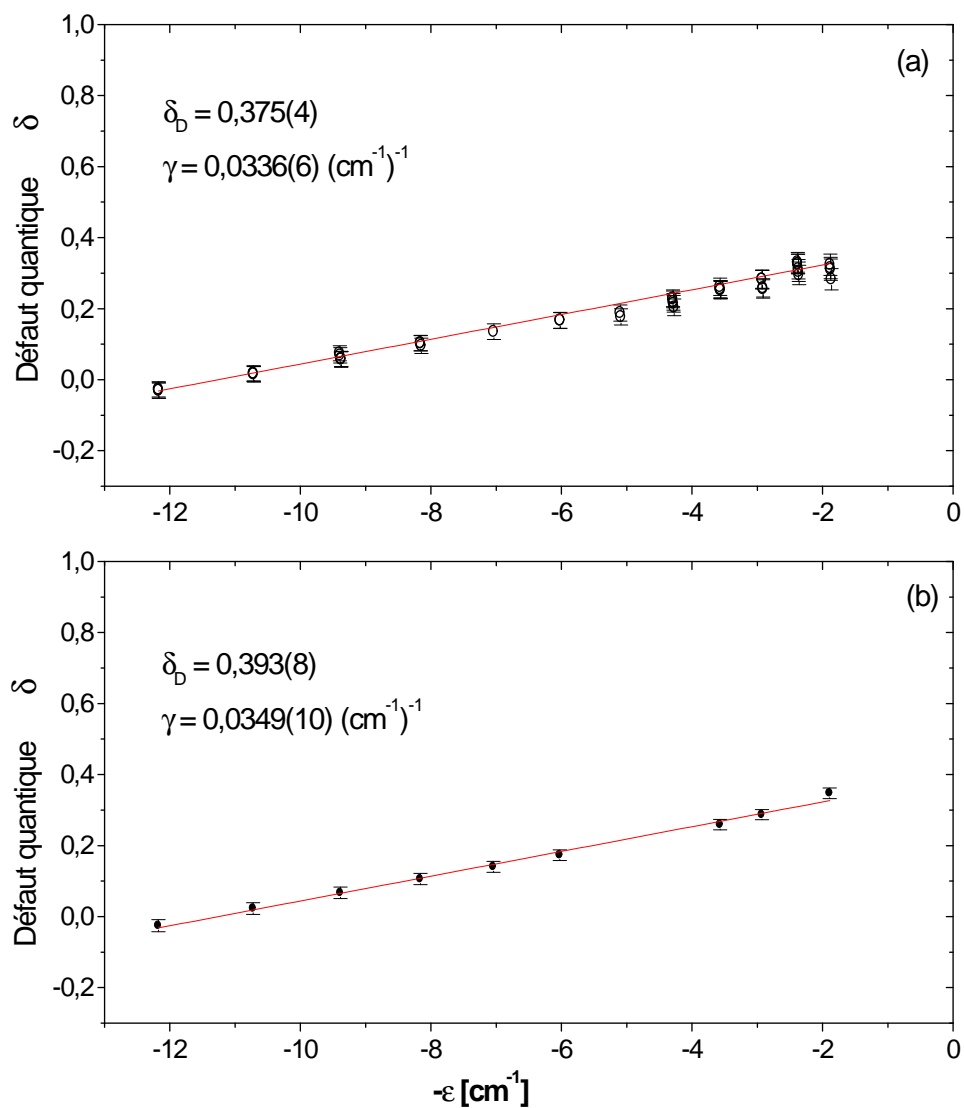 (a)
δ_D = 0,375(4)
γ = 0,0336(6) (cm⁻¹)⁻¹
Défaut quantique δ
1,0
0,8
0,6
0,4
0,2
0,0
-0,2
-12 -10 -8 -6 -4 -2 0
(b)
δ_D = 0,393(8)
γ = 0,0349(10) (cm⁻¹)⁻¹
Défaut quantique δ
1,0
0,8
0,6
0,4
0,2
0,0
-0,2
-12 -10 -8 -6 -4 -2 0
-ε [cm⁻¹]